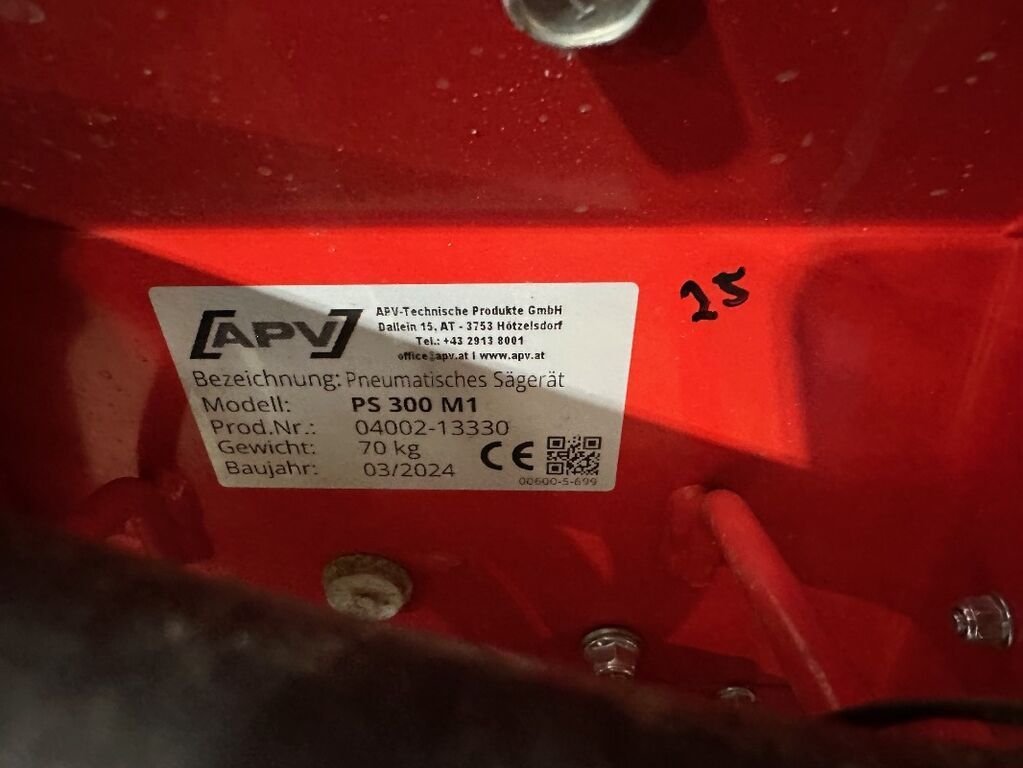 [APV]
APV-Technische Produkte GmbH
Dallein 15, AT - 3753 Hötzelsdorf
Tel.: +43 2913 8001
office@apv.at | www.apv.at
Bezeichnung: Pneumatisches Sägerät
Modell: PS 300 M1
Prod.Nr.: 04002-13330
Gewicht: 70 kg
Baujahr: 03/2024
CE
00600-5-699
25